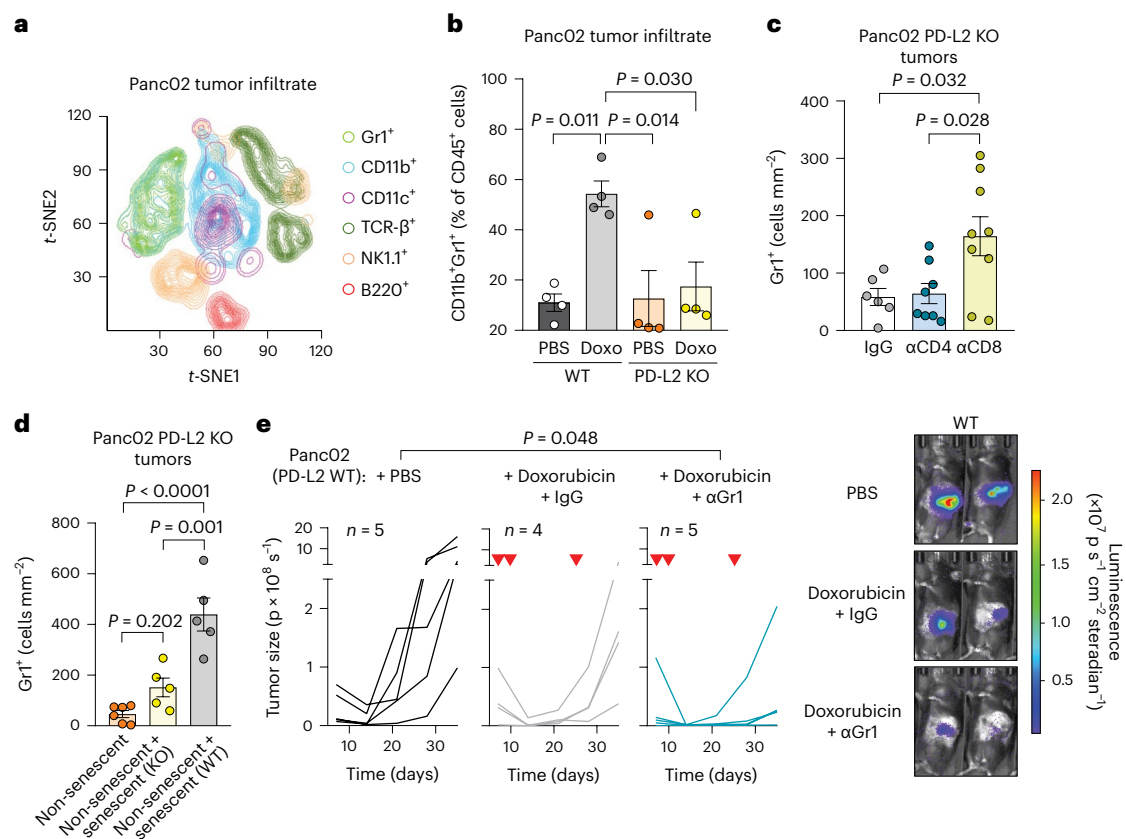 a
Panc02 tumor infiltrate
120
90
60
30
t-SNE2
30
60
90
120
t-SNE1
Gr1⁺
CD11b⁺
CD11c⁺
TCR-β⁺
NK1.1⁺
B220⁺
b
Panc02 tumor infiltrate
P = 0.030
P = 0.011
P = 0.014
CD11b⁺Gr1⁺ (% of CD45⁺ cells)
100
80
60
40
20
20
PBS Doxo PBS Doxo
WT PD-L2 KO
c
Panc02 PD-L2 KO
tumors
P = 0.032
P = 0.028
Gr1⁺ (cells mm⁻²)
400
300
200
100
0
IgG αCD4 αCD8
d
Panc02 PD-L2 KO
tumors
P < 0.0001
P = 0.001
P = 0.202
Gr1⁺ (cells mm⁻²)
800
600
400
200
0
Non-senescent
Non-senescent +
senescent (KO)
Non-senescent +
senescent (WT)
e
P = 0.048
Panc02
(PD-L2 WT):
+ PBS
+ Doxorubicin
+ IgG
+ Doxorubicin
+ αGr1
n = 5
n = 4
n = 5
Tumor size (p × 10⁸ s⁻¹)
20
10
2
1
0
10 20 30
Time (days)
10 20 30
Time (days)
10 20 30
Time (days)
WT
PBS
Doxorubicin
+ IgG
Doxorubicin
+ αGr1
2.0
1.5
1.0
0.5
Luminescence
(×10⁷ p s⁻¹ cm⁻² steradian⁻¹)